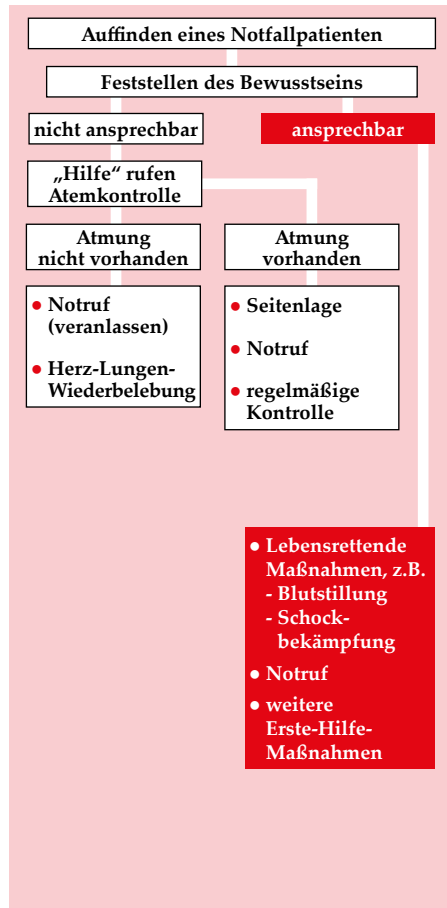 Auffinden eines Notfallpatienten
Feststellen des Bewusstseins
nicht ansprechbar
ansprechbar
„Hilfe“ rufen
Atemkontrolle
Atmung
nicht vorhanden
Atmung
vorhanden
● Notruf
(veranlassen)
● Herz-Lungen-
Wiederbelebung
● Seitenlage
● Notruf
● regelmäßige
Kontrolle
● Lebensrettende
Maßnahmen, z.B.
- Blutstillung
- Schock-
bekämpfung
● Notruf
● weitere
Erste-Hilfe-
Maßnahmen